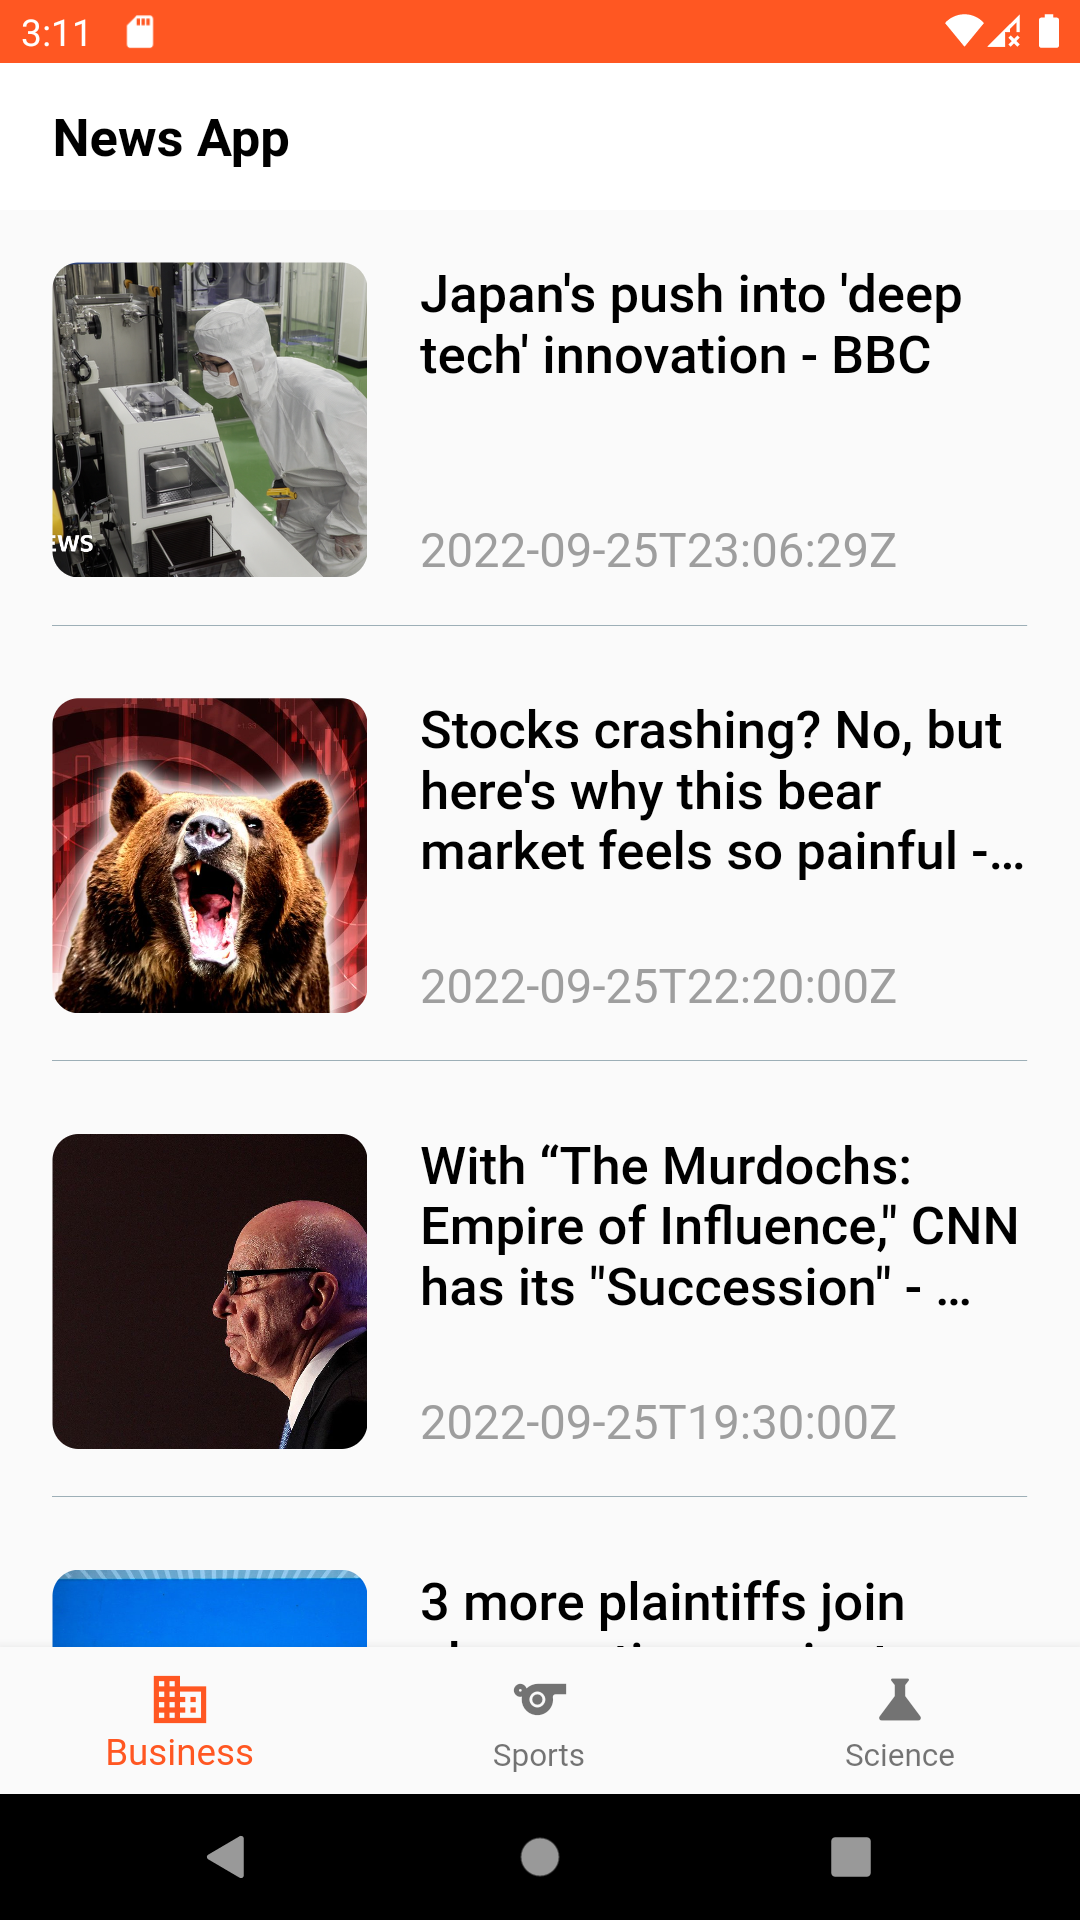 3:11
News App
Japan's push into 'deep
tech' innovation - BBC
EWS
2022-09-25T23:06:29Z
Stocks crashing? No, but
here's why this bear
market feels so painful -…
2022-09-25T22:20:00Z
With “The Murdochs:
Empire of Influence," CNN
has its "Succession" - …
2022-09-25T19:30:00Z
3 more plaintiffs join
Business
Sports
Science